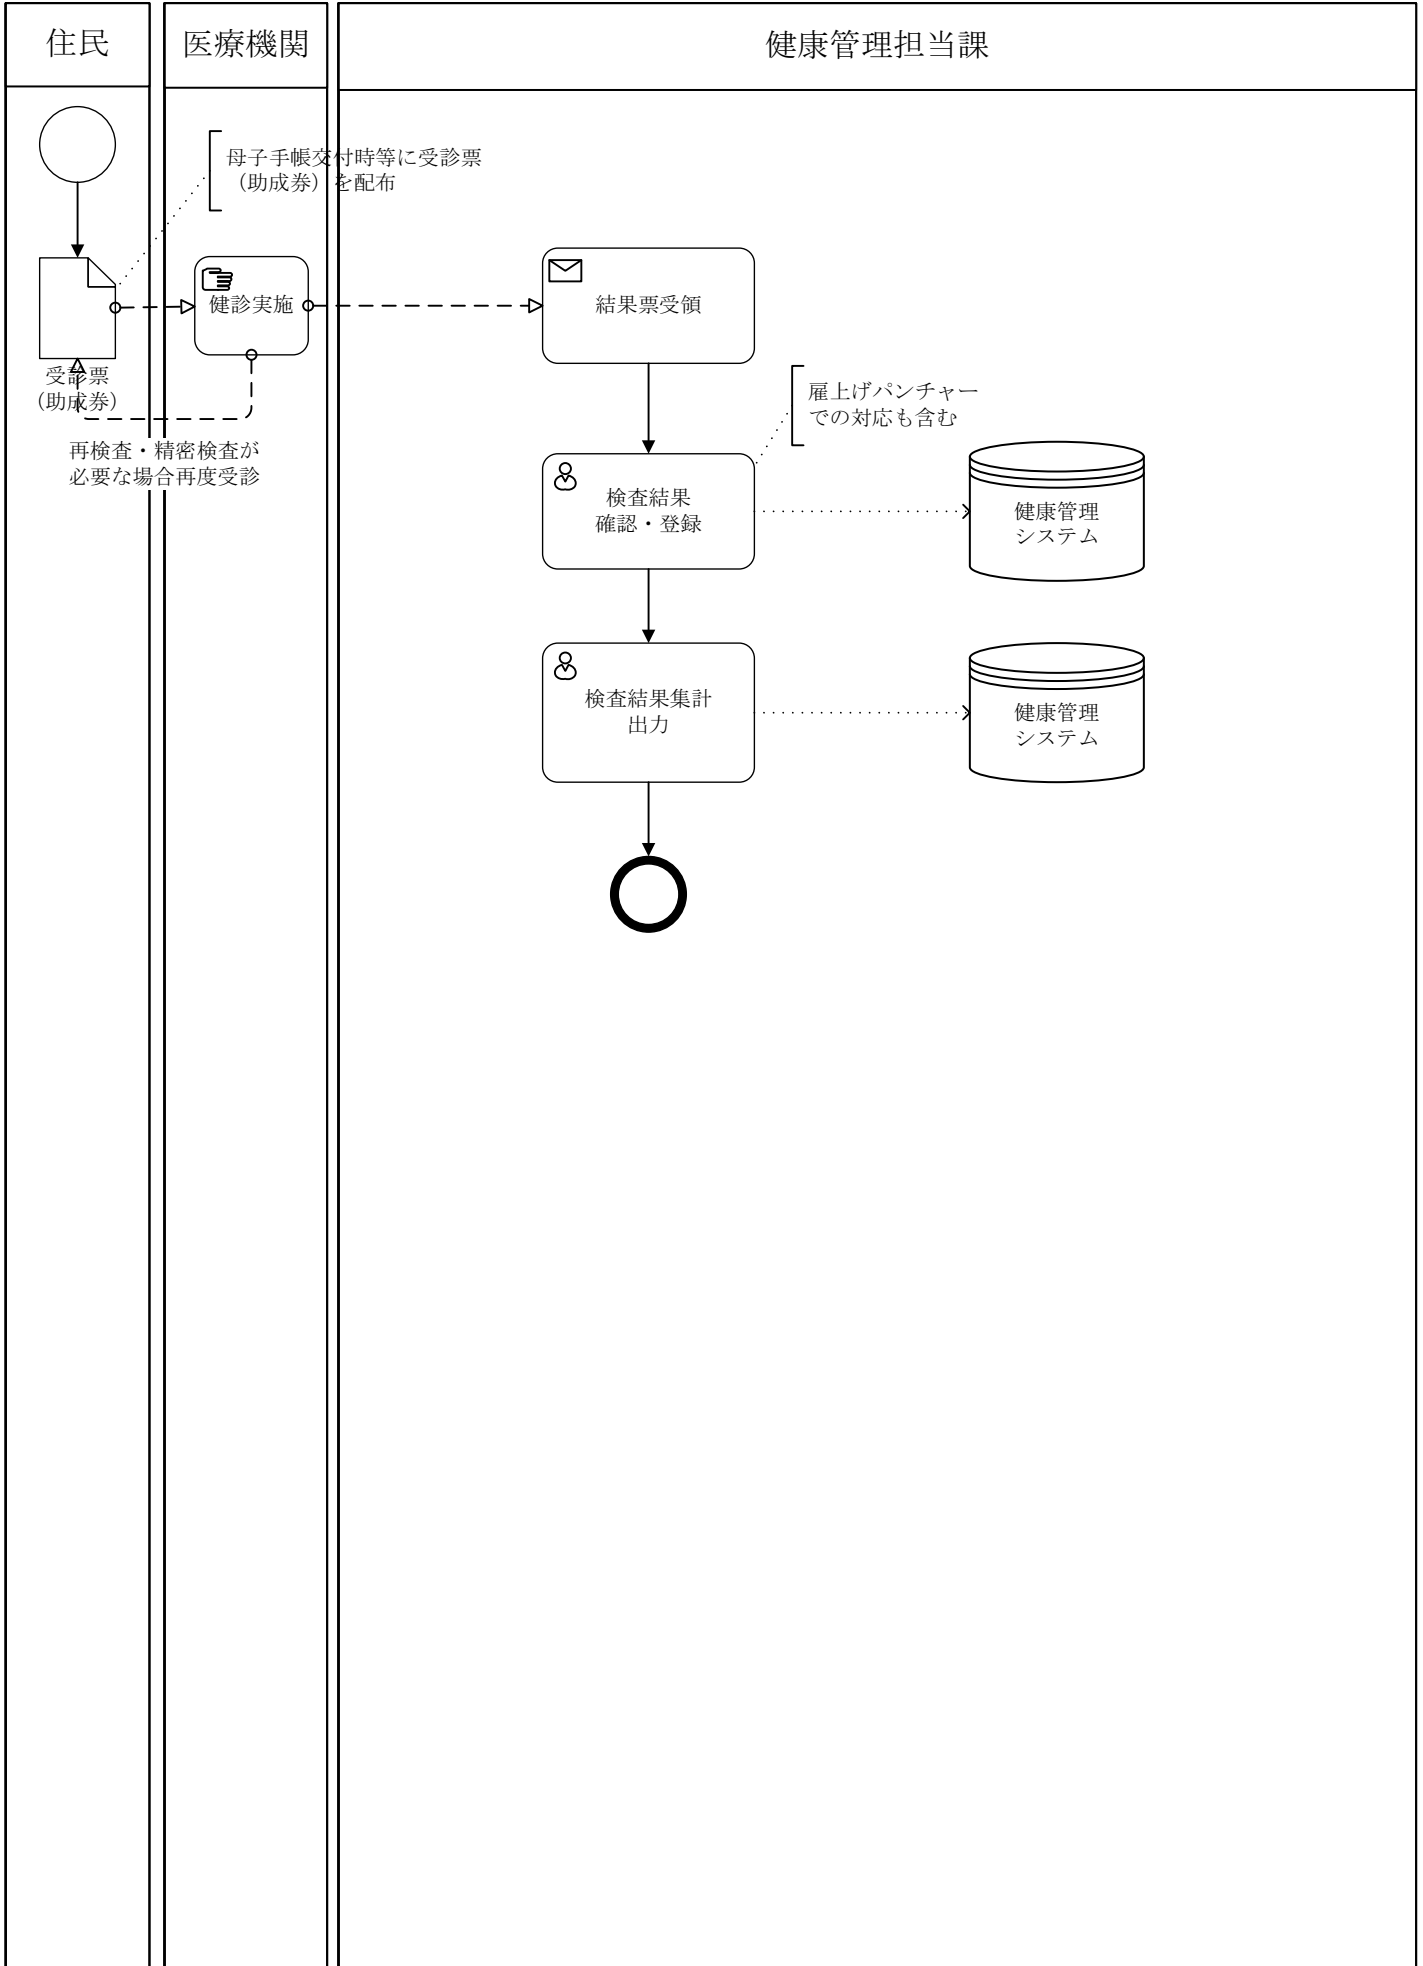 住民
医療機関
健康管理担当課
母子手帳交付時等に受診票
（助成券）を配布
健診実施
結果票受領
受診票
（助成券）
再検査・精密検査が
必要な場合再度受診
雇上げパンチャー
での対応も含む
検査結果
確認・登録
健康管理
システム
検査結果集計
出力
健康管理
システム